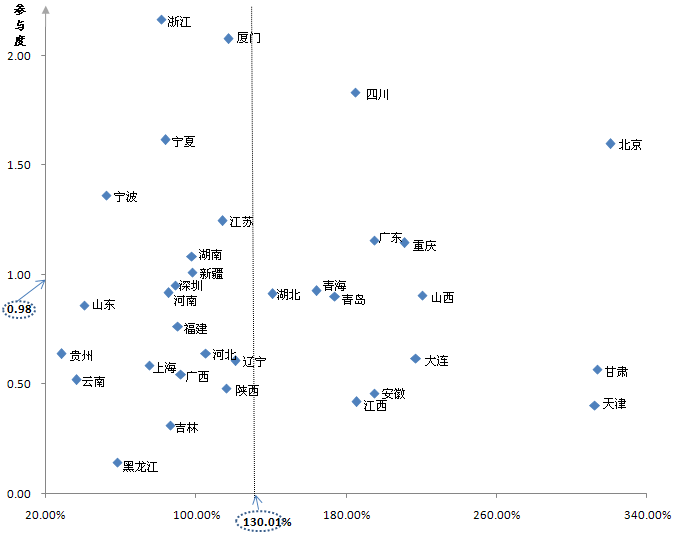 参与度
浙江
厦门
2.00
四川
北京
宁夏
1.50
宁波
江苏
广东
重庆
湖南
新疆
1.00
深圳
青海
湖北
青岛
山西
河南
山东
0.98
福建
河北
辽宁
大连
贵州
上海
甘肃
广西
云南
陕西
安徽
江西
天津
0.50
吉林
黑龙江
0.00
20.00%
100.00%
180.00%
260.00%
340.00%
130.01%